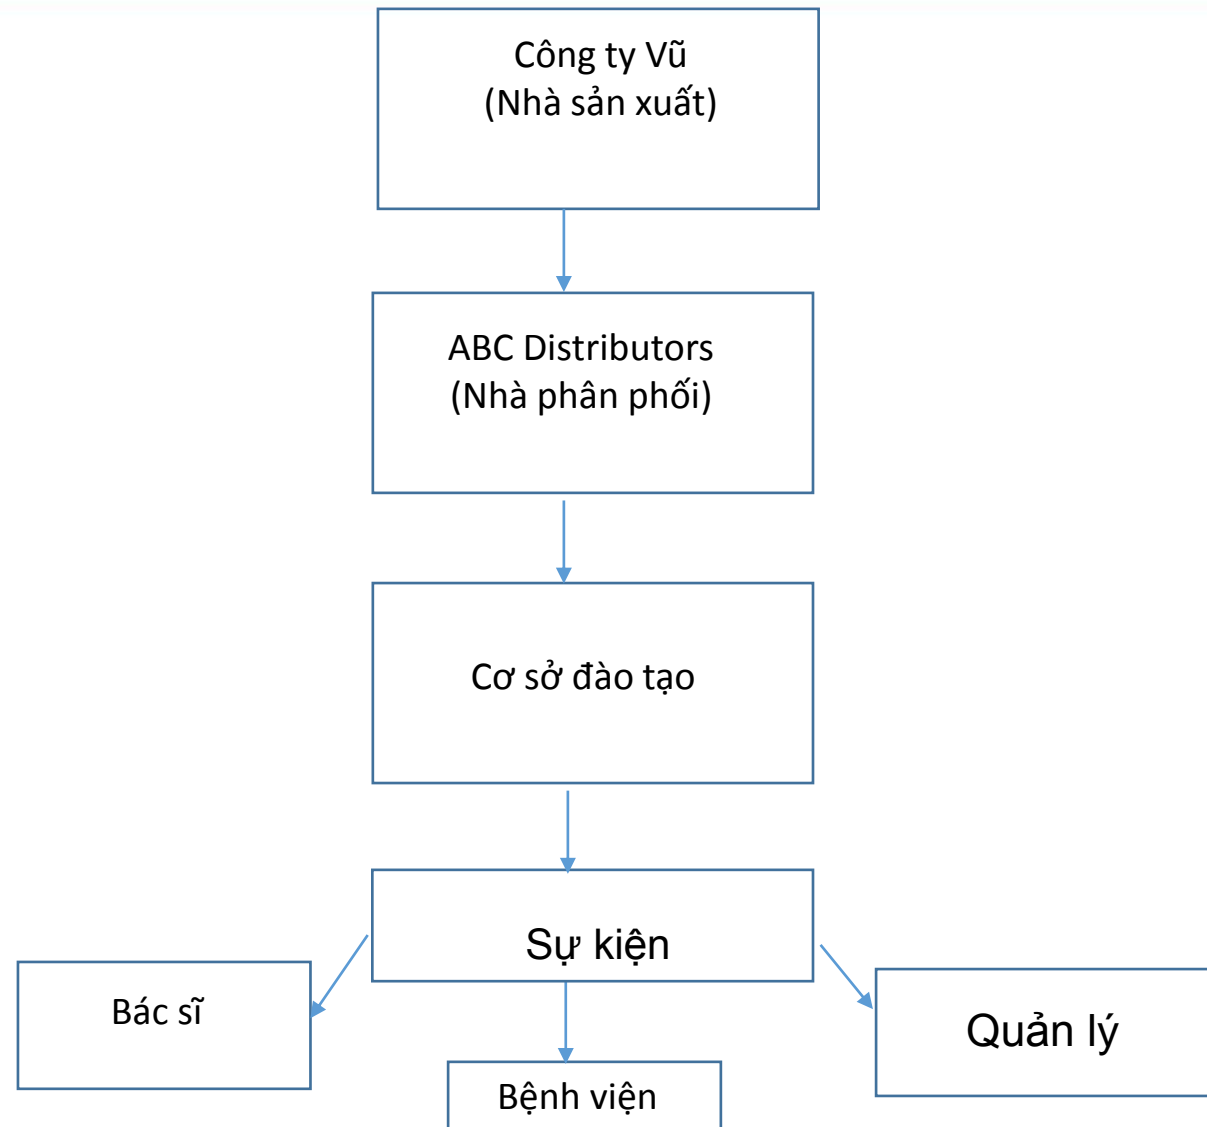 Công ty Vũ
(Nhà sản xuất)
ABC Distributors
(Nhà phân phối)
Cơ sở đào tạo
Sự kiện
Bác sĩ
Quản lý
Bệnh viện